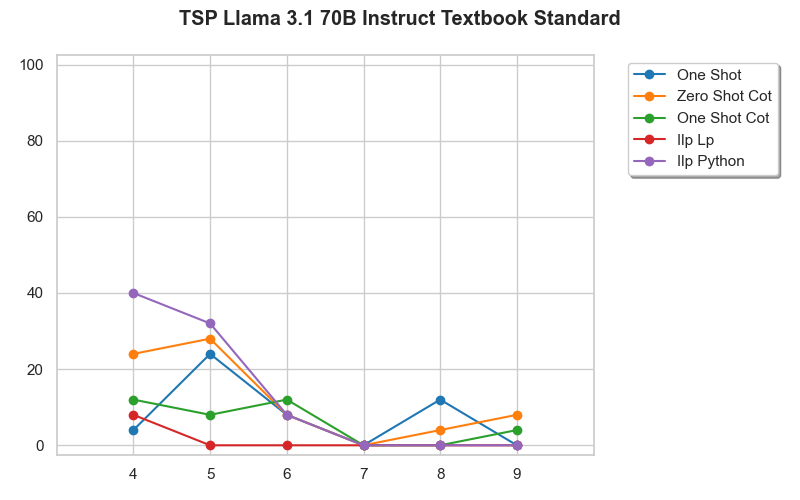 TSP Llama 3.1 70B Instruct Textbook Standard
100
80
60
40
20
0
4 5 6 7 8 9
One Shot
Zero Shot Cot
One Shot Cot
Ilp Lp
Ilp Python